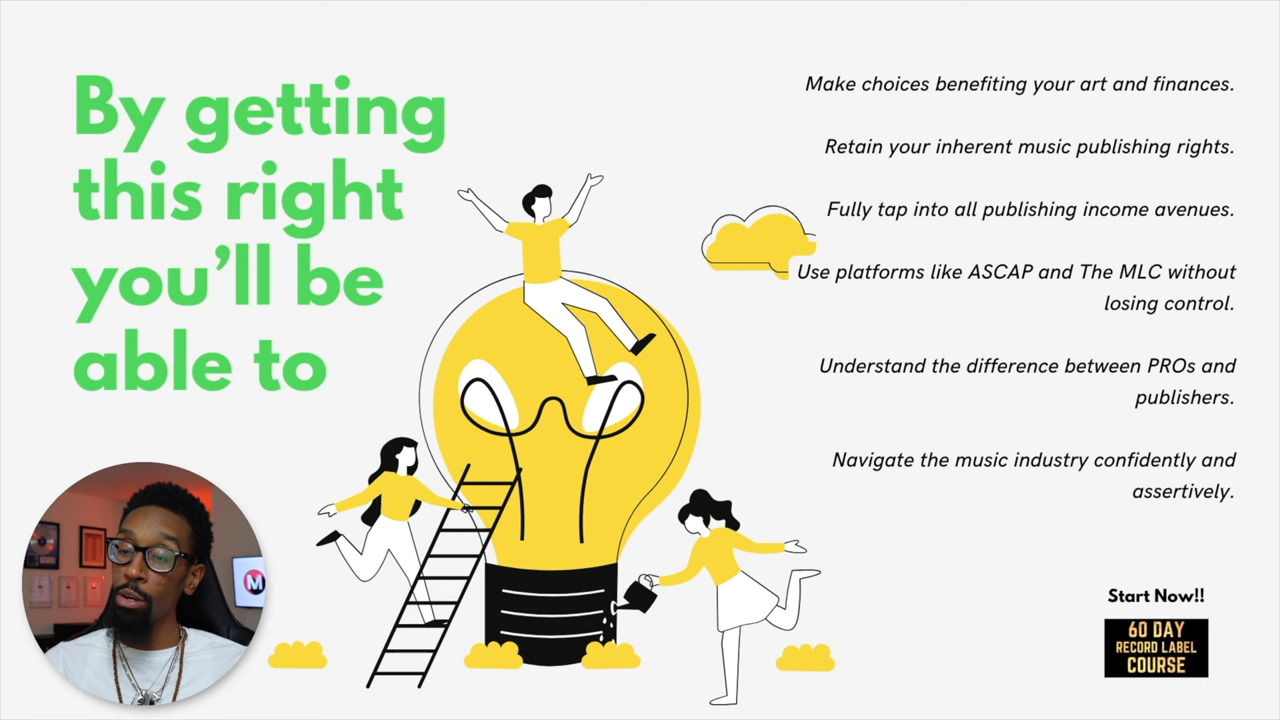 By getting
this right
you'll be
able to
Make choices benefiting your art and finances.
Retain your inherent music publishing rights.
Fully tap into all publishing income avenues.
Use platforms like ASCAP and The MLC without
losing control.
Understand the difference between PROs and
publishers.
Navigate the music industry confidently and
assertively.
M
Start Now!!
60 DAY
RECORD LABEL
COURSE